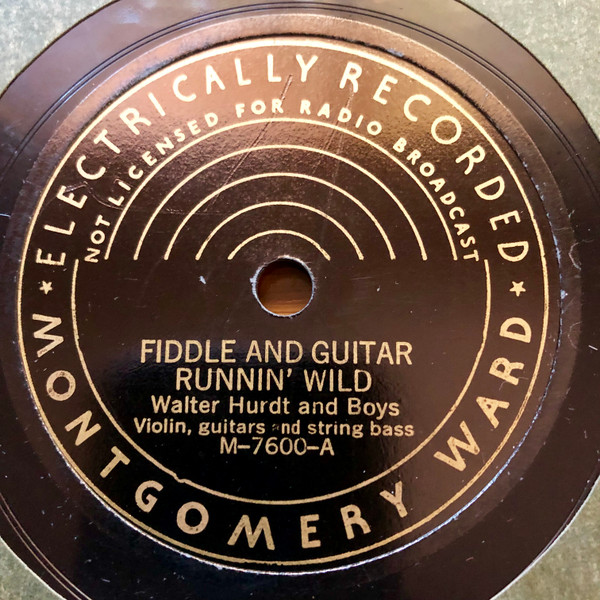 ELECTRICALLY RECORDED
NOT LICENSED FOR RADIO BROADCAST
FIDDLE AND GUITAR
RUNNIN' WILD
Walter Hurdt and Boys
Violin, guitars and string bass
M-7600-A
MONTGOMERY WARD